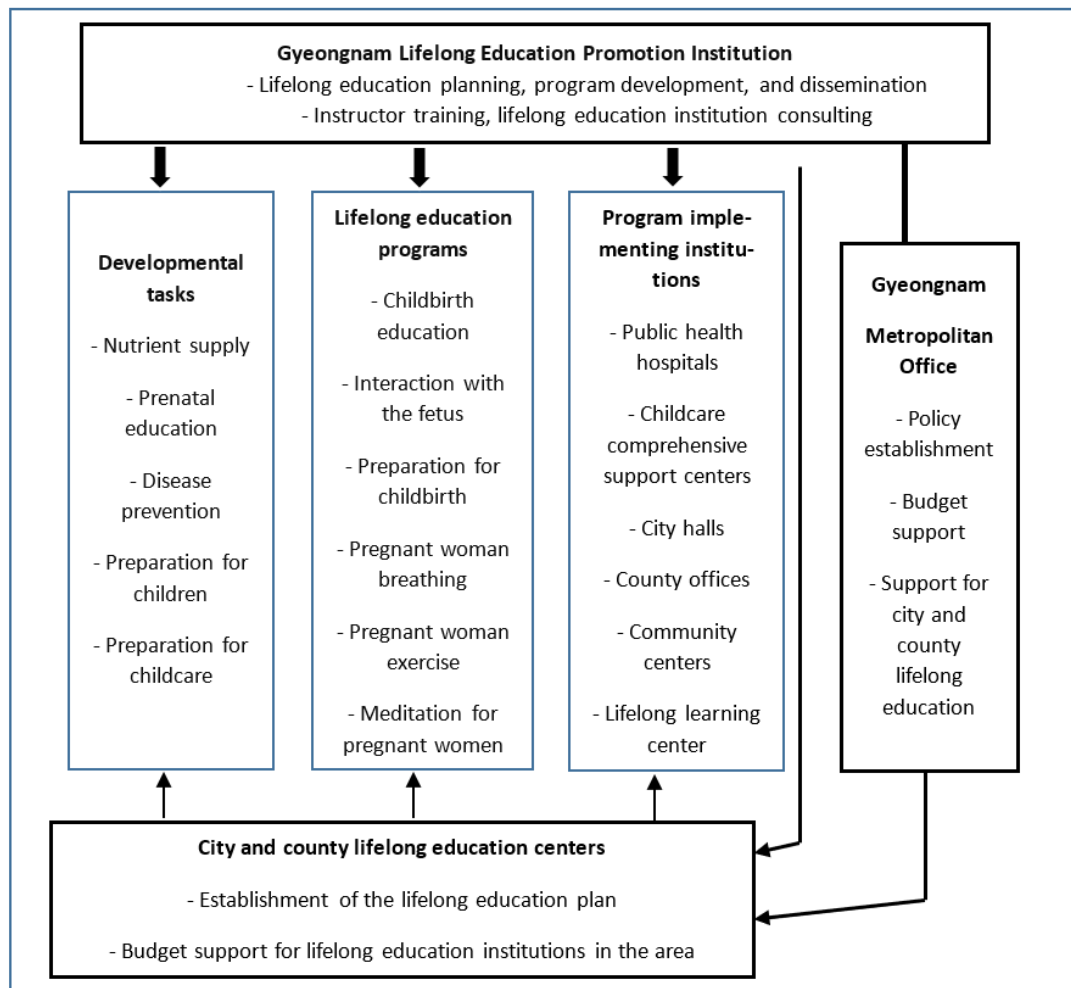 Gyeongnam Lifelong Education Promotion Institution
- Lifelong education planning, program development, and dissemination
- Instructor training, lifelong education institution consulting
Developmental
tasks
- Nutrient supply
- Prenatal
education
- Disease
prevention
- Preparation for
children
- Preparation for
childcare
Lifelong education
programs
- Childbirth
education
- Interaction with
the fetus
- Preparation for
childbirth
- Pregnant woman
breathing
- Pregnant woman
exercise
- Meditation for
pregnant women
Program imple-
menting institu-
tions
- Public health
hospitals
- Childcare
comprehensive
support centers
- City halls
- County offices
- Community
centers
- Lifelong learning
center
Gyeongnam
Metropolitan
Office
- Policy
establishment
- Budget
support
- Support for
city and
county
lifelong
education
City and county lifelong education centers
- Establishment of the lifelong education plan
- Budget support for lifelong education institutions in the area